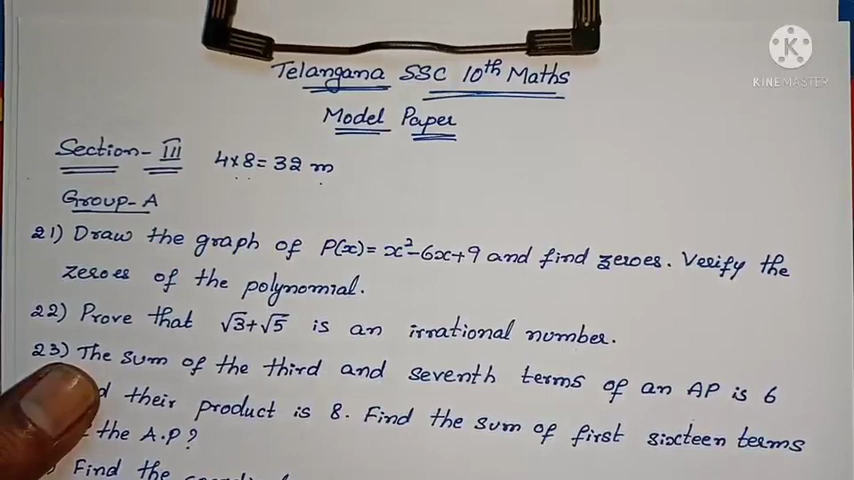 Telangana SSC 10th Maths
K
KINEMASTER
Model Paper
Section-III 4×8=32 m
Group-A
21) Draw the graph of P(x)= x²-6x+9 and find zeroes. Verify the
zeroes of the polynomial.
22) Prove that √3+√5 is an irrational number.
23) The sum of the third and seventh terms of an AP is 6
their product is 8. Find the sum of first sixteen terms
the A.P?
Find the